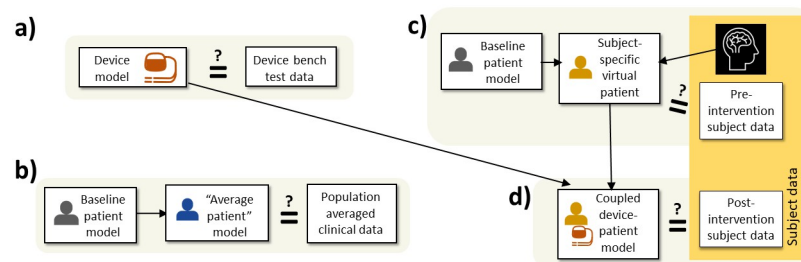 a)
Device
model
?
=
Device bench
test data
b)
Baseline
patient
model
"Average
patient"
model
?
=
Population
averaged
clinical data
c)
Baseline
patient
model
Subject-
specific
virtual
patient
?
=
Pre-
intervention
subject data
d)
Coupled
device-
patient
model
?
=
Post-
intervention
subject data
Subject data